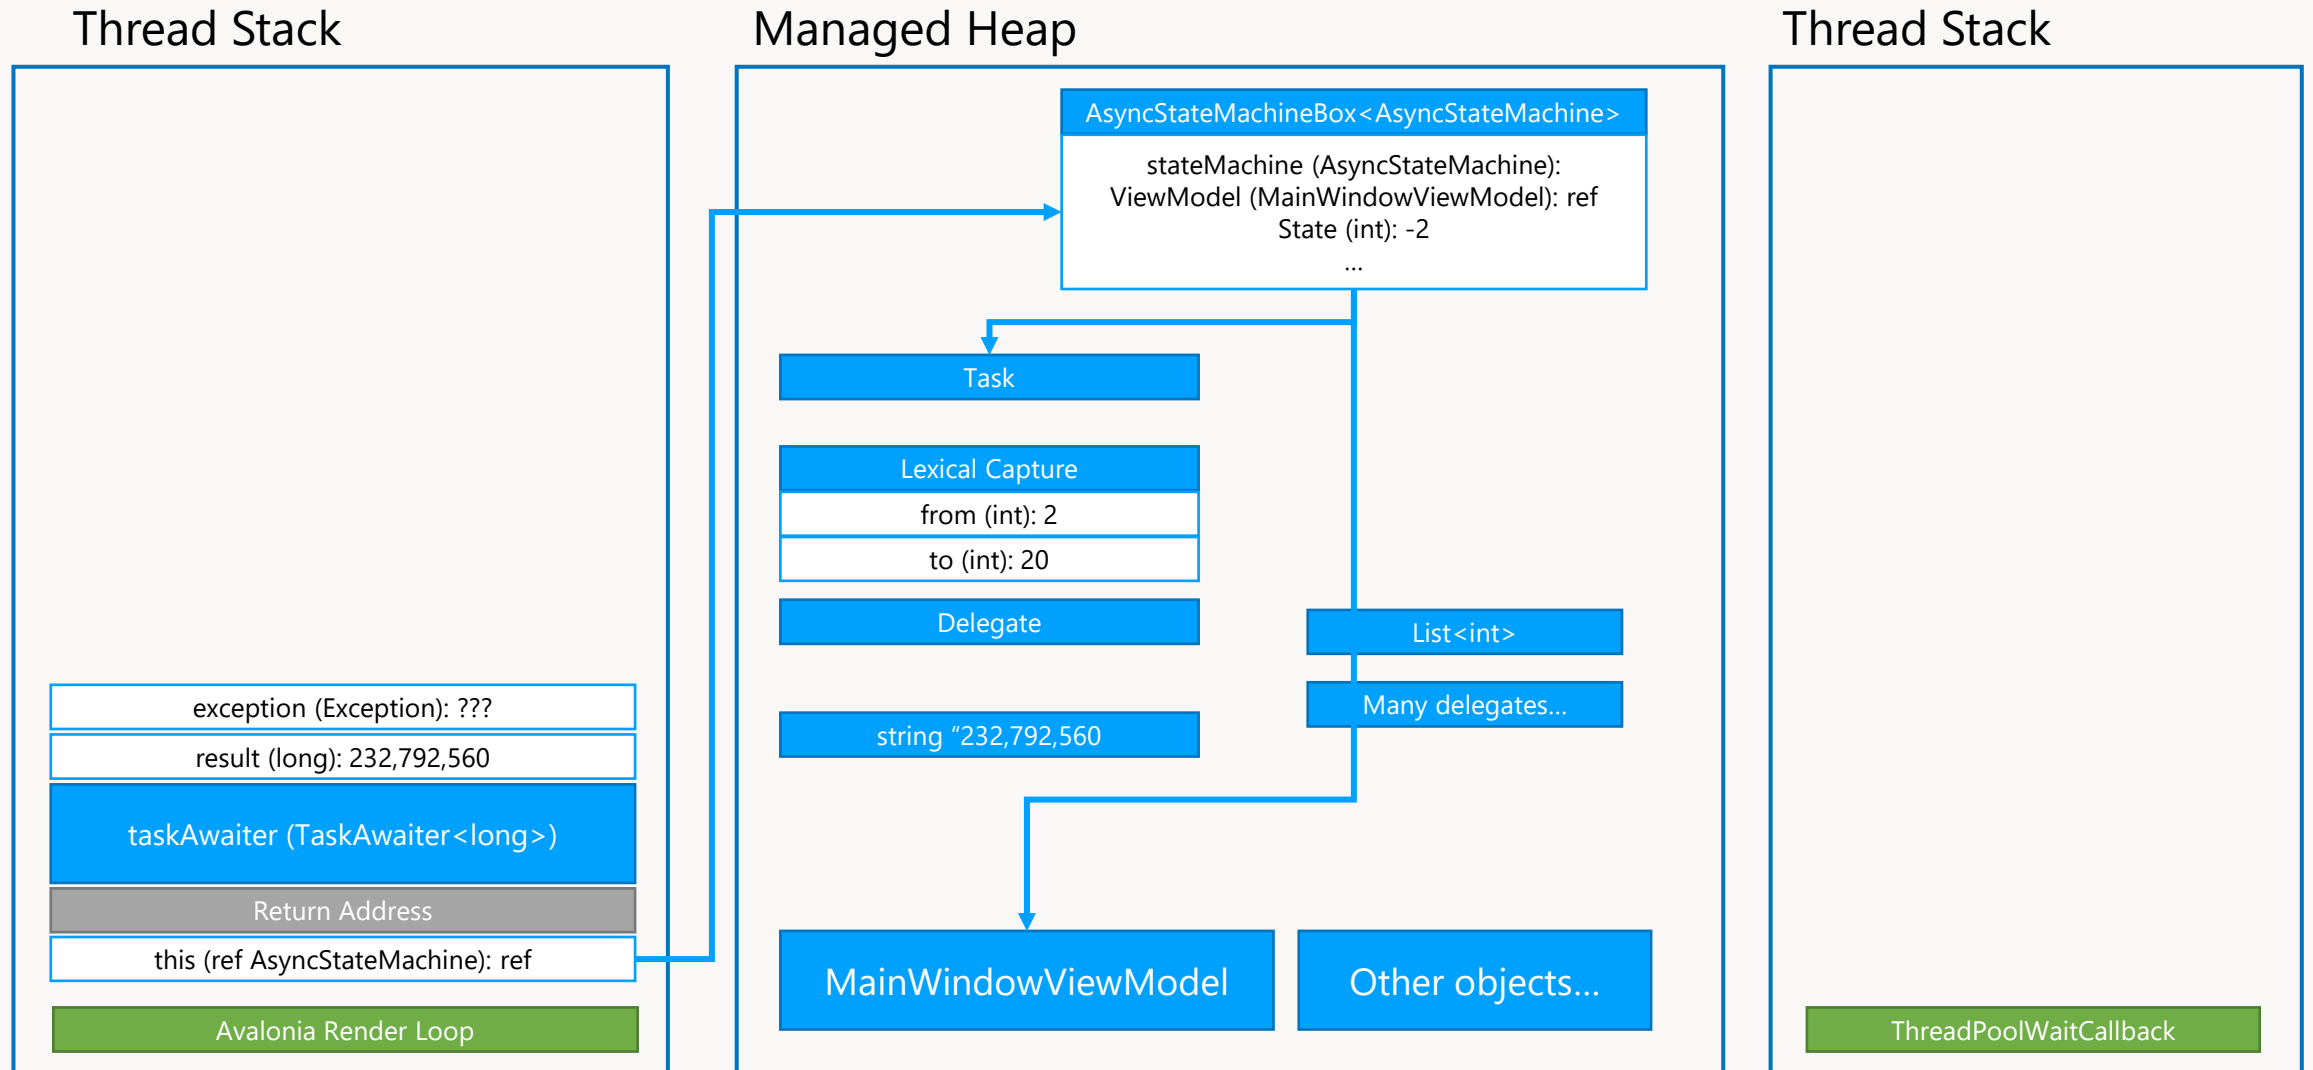 Thread Stack
Managed Heap
Thread Stack
AsyncStateMachineBox<AsyncStateMachine>
stateMachine (AsyncStateMachine):
ViewModel (MainWindowViewModel): ref
State (int): -2
...
Task
Lexical Capture
from (int): 2
to (int): 20
Delegate
List<int>
Many delegates...
string “232,792,560
exception (Exception): ???
result (long): 232,792,560
taskAwaiter (TaskAwaiter<long>)
Return Address
this (ref AsyncStateMachine): ref
MainWindowViewModel
Other objects...
Avalonia Render Loop
ThreadPoolWaitCallback